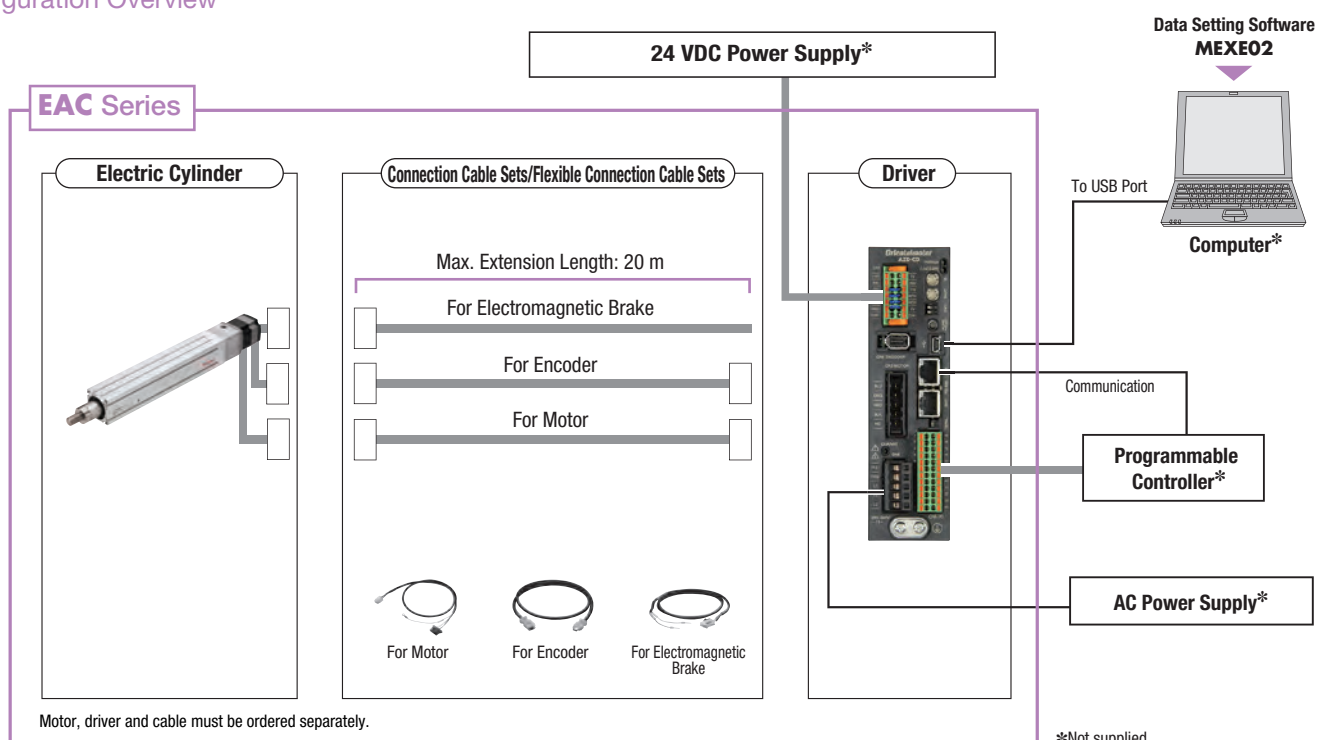 guration Overview
Data Setting Software
MEXE02
24 VDC Power Supply*
EAC Series
Electric Cylinder
Connection Cable Sets/Flexible Connection Cable Sets
Driver
To USB Port
Computer*
Max. Extension Length: 20 m
For Electromagnetic Brake
For Encoder
For Motor
Communication
Programmable
Controller*
AC Power Supply*
For Motor
For Encoder
For Electromagnetic
Brake
Motor, driver and cable must be ordered separately.
*Not supplied